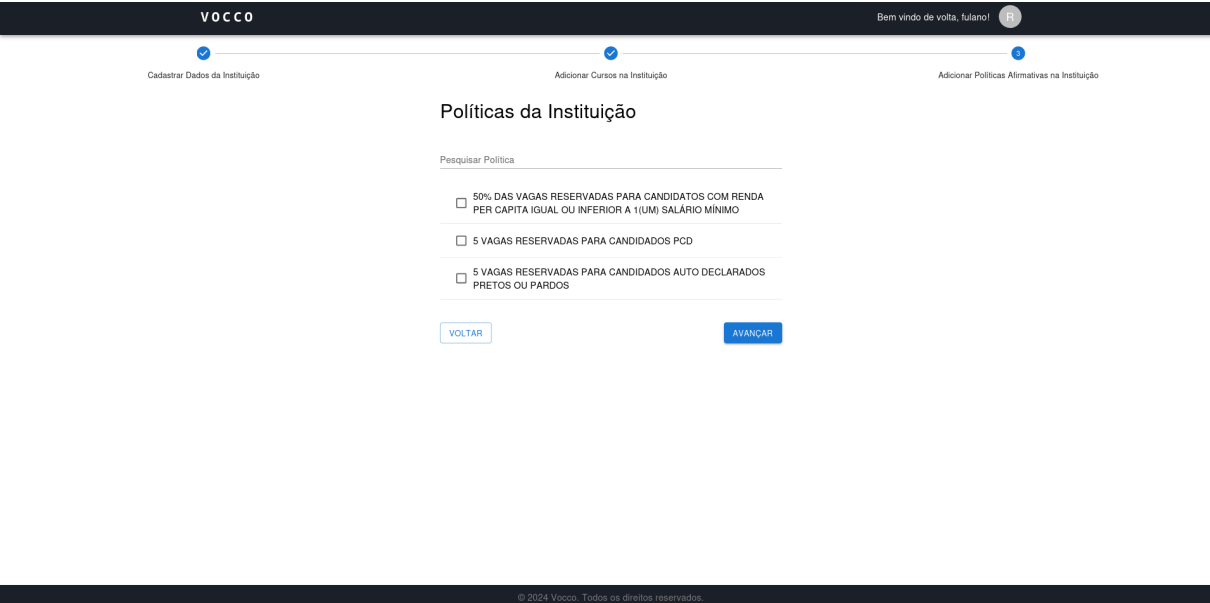 VOCCO
Bem vindo de volta, fulano!
R
3
Cadastrar Dados da Instituição
Adicionar Cursos na Instituição
Adicionar Políticas Afirmativas na Instituição
Políticas da Instituição
Pesquisar Política
50% DAS VAGAS RESERVADAS PARA CANDIDATOS COM RENDA
PER CAPITA IGUAL OU INFERIOR A 1(UM) SALÁRIO MÍNIMO
5 VAGAS RESERVADAS PARA CANDIDADOS PCD
5 VAGAS RESERVADAS PARA CANDIDADOS AUTO DECLARADOS
PRETOS OU PARDOS
VOLTAR
AVANÇAR
© 2024 Vocco. Todos os direitos reservados.